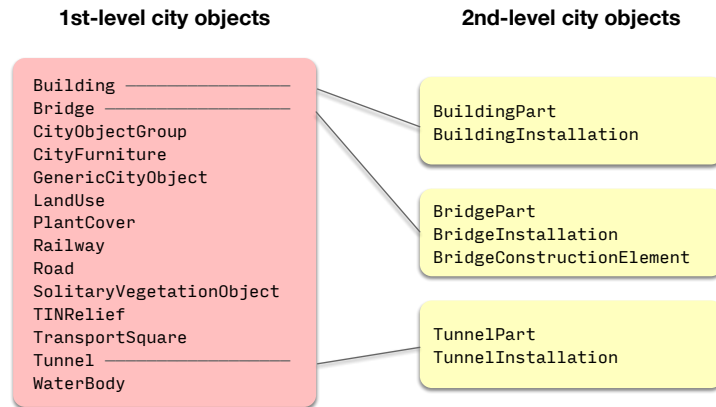 1st-level city objects
Building
Bridge
CityObjectGroup
CityFurniture
GenericCityObject
LandUse
PlantCover
Railway
Road
SolitaryVegetationObject
TINRelief
TransportSquare
Tunnel
WaterBody
2nd-level city objects
BuildingPart
BuildingInstallation
BridgePart
BridgeInstallation
BridgeConstructionElement
TunnelPart
TunnelInstallation